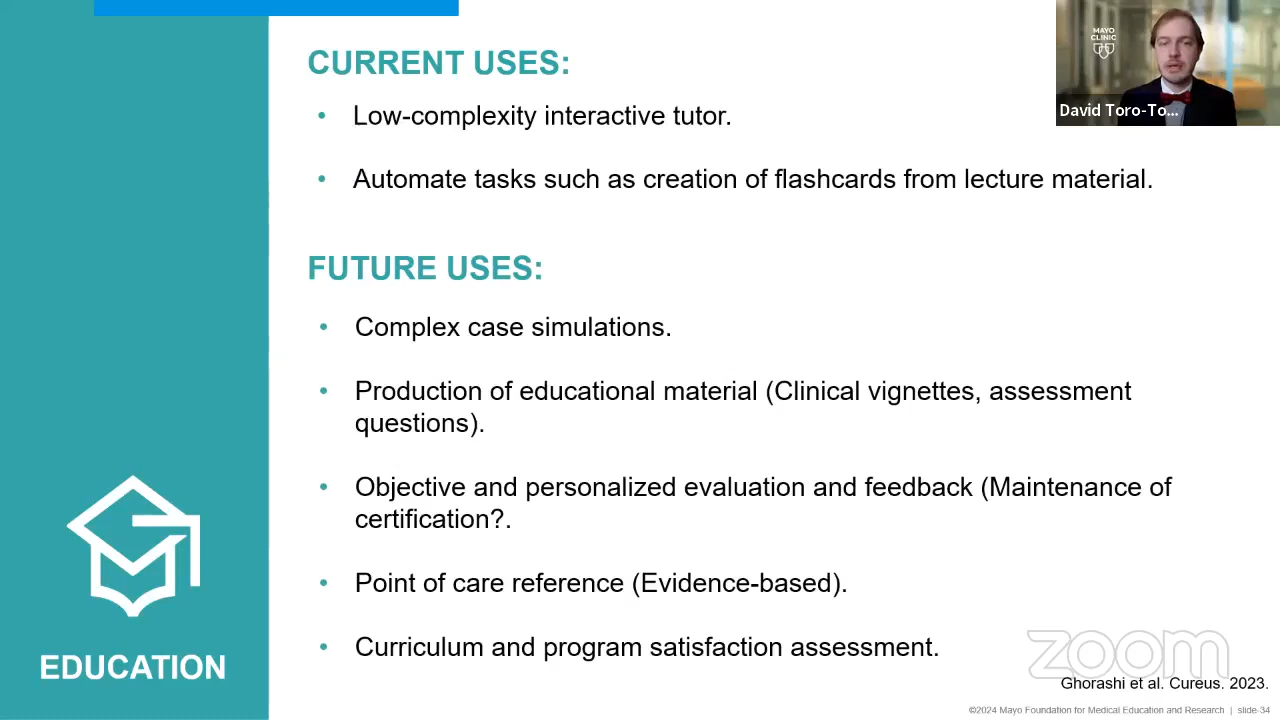 CURRENT USES:
• Low-complexity interactive tutor.
• Automate tasks such as creation of flashcards from lecture material.
FUTURE USES:
• Complex case simulations.
• Production of educational material (Clinical vignettes, assessment
questions).
• Objective and personalized evaluation and feedback (Maintenance of
certification?.
• Point of care reference (Evidence-based).
• Curriculum and program satisfaction assessment.
EDUCATION
MAYO
CLINIC
David Toro-To...
zoom
Ghorashi et al. Cureus. 2023.
©2024 Mayo Foundation for Medical Education and Research | slide-34